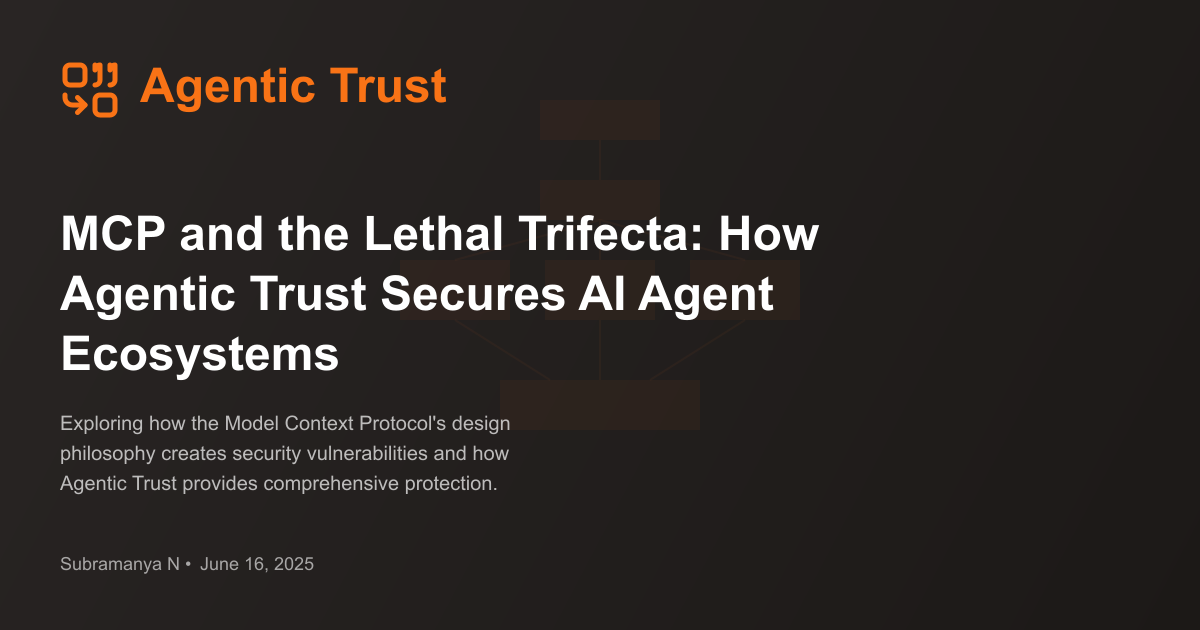 Agentic Trust
MCP and the Lethal Trifecta: How
Agentic Trust Secures AI Agent
Ecosystems
Exploring how the Model Context Protocol's design
philosophy creates security vulnerabilities and how
Agentic Trust provides comprehensive protection.
Subramanya N • June 16, 2025